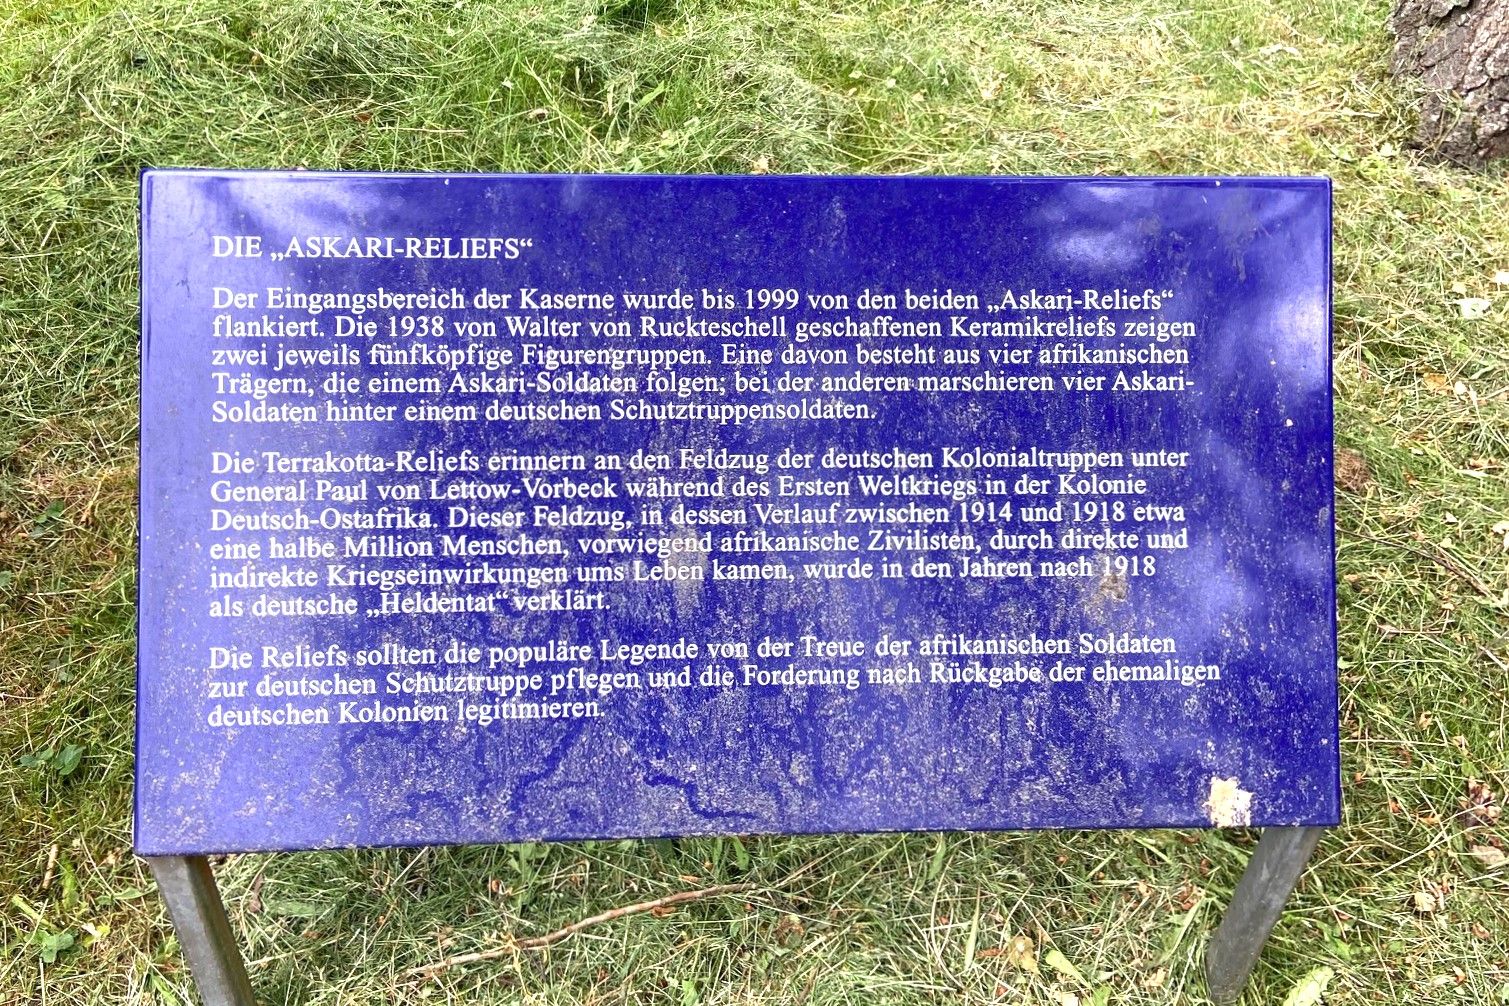 DIE „ASKARI-RELIEFS“
Der Eingangsbereich der Kaserne wurde bis 1999 von den beiden „Askari-Reliefs“
flankiert. Die 1938 von Walter von Ruckteschell geschaffenen Keramikreliefs zeigen
zwei jeweils fünfköpfige Figurengruppen. Eine davon besteht aus vier afrikanischen
Trägern, die einem Askari-Soldaten folgen; bei der anderen marschieren vier Askari-
Soldaten hinter einem deutschen Schutztruppensoldaten.
Die Terrakotta-Reliefs erinnern an den Feldzug der deutschen Kolonialtruppen unter
General Paul von Lettow-Vorbeck während des Ersten Weltkriegs in der Kolonie
Deutsch-Ostafrika. Dieser Feldzug, in dessen Verlauf zwischen 1914 und 1918 etwa
eine halbe Million Menschen, vorwiegend afrikanische Zivilisten, durch direkte und
indirekte Kriegseinwirkungen ums Leben kamen, wurde in den Jahren nach 1918
als deutsche „Heldentat“ verklärt.
Die Reliefs sollten die populäre Legende von der Treue der afrikanischen Soldaten
zur deutschen Schutztruppe pflegen und die Forderung nach Rückgabe der ehemaligen
deutschen Kolonien legitimieren.